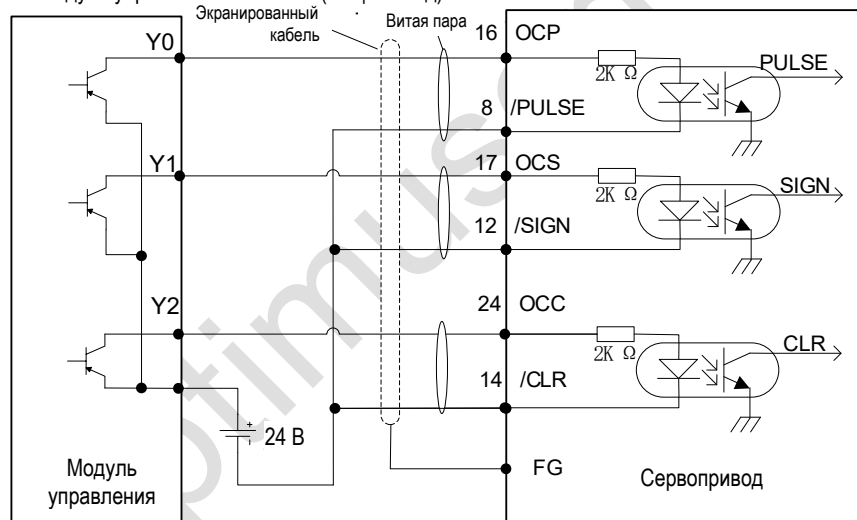 Экранированный
кабель
Витая пара
Y0
16 OCP
2K Ω
PULSE
8 /PULSE
Y1
17 OCS
2K Ω
SIGN
12 /SIGN
Y2
24 OCC
2K Ω
CLR
14 /CLR
+
-
24 В
FG
Модуль
управления
Сервопривод